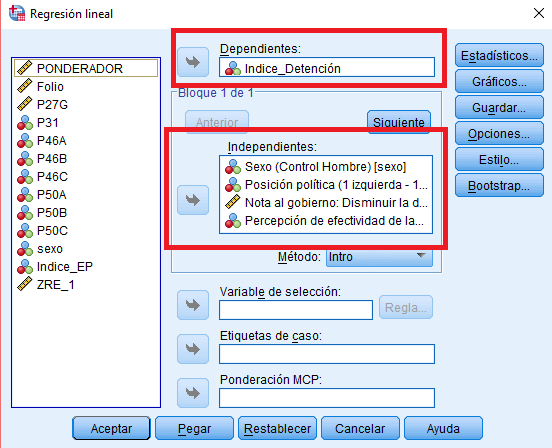 Regresión lineal
PONDERADOR
Folio
P27G
P31
P46A
P46B
P46C
P50A
P50B
P50C
sexo
Indice_EP
ZRE_1
Dependientes:
Indice_Detención
Bloque 1 de 1
Anterior
Siguiente
Independientes:
Sexo (Control Hombre) [sexo]
Posición política (1 izquierda - 1...
Nota al gobierno: Disminuir la d...
Percepción de efectividad de la...
Método:
Intro
Variable de selección:
Regla...
Etiquetas de caso:
Ponderación MCP:
Estadísticos...
Gráficos...
Guardar...
Opciones...
Estilo...
Bootstrap...
Aceptar
Pegar
Restablecer
Cancelar
Ayuda